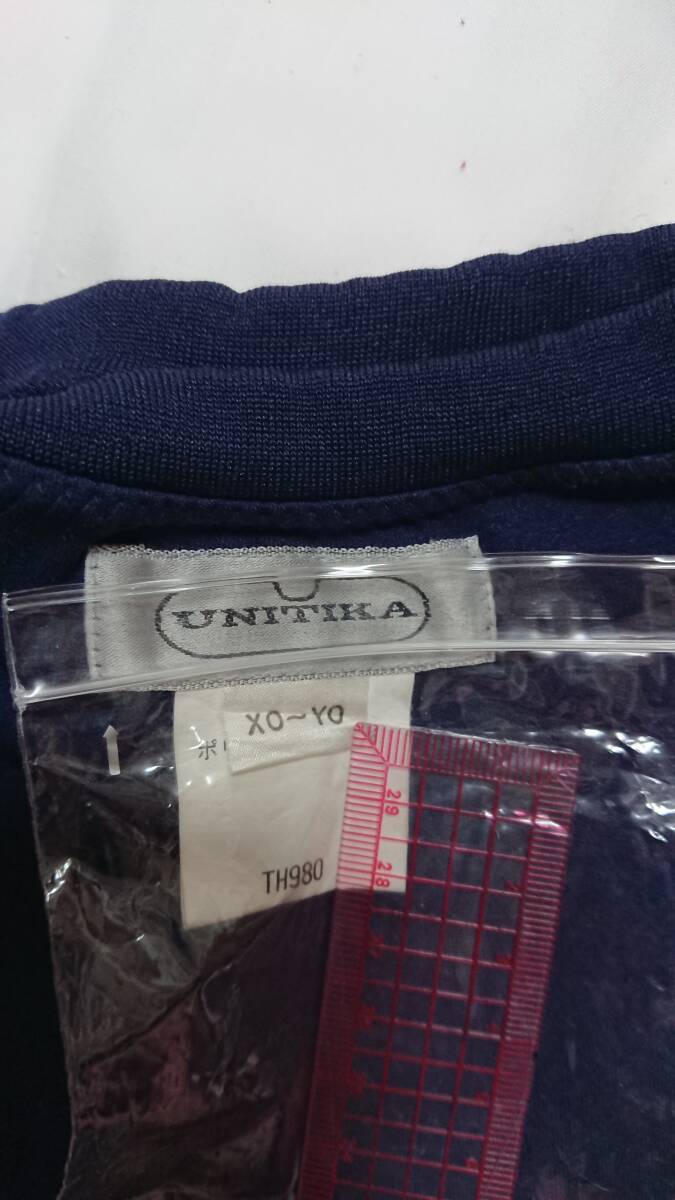 UNITIKA
XO~YO
ポ
TH980
29
28